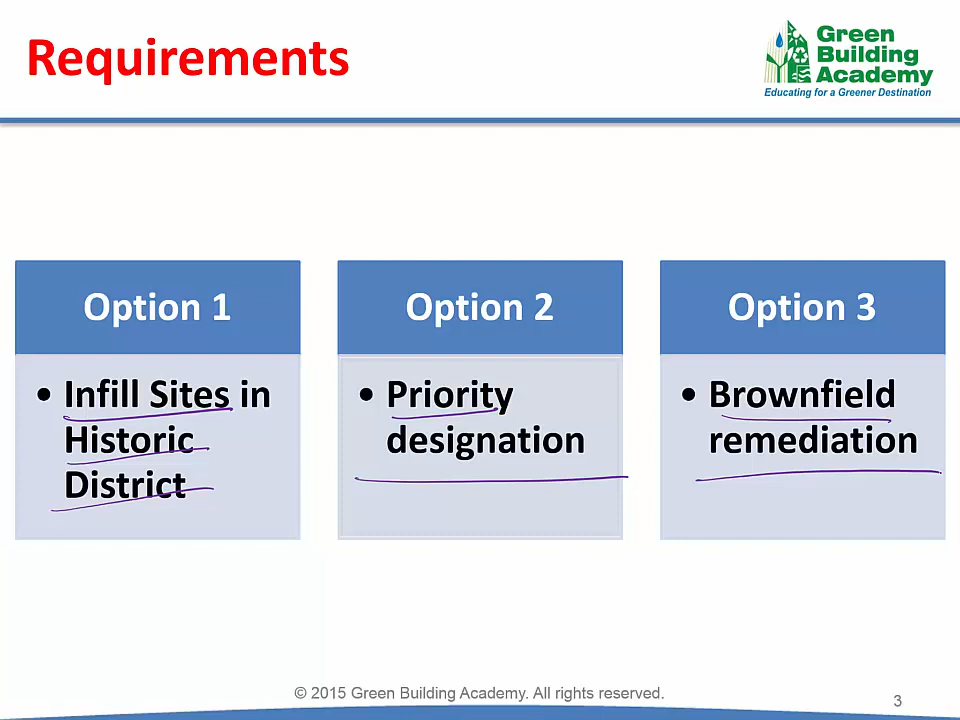 Requirements
Green
Building
Academy
Educating for a Greener Destination
Option 1
• Infill Sites in
Historic
District
Option 2
• Priority
designation
Option 3
• Brownfield
remediation
© 2015 Green Building Academy. All rights reserved.
3